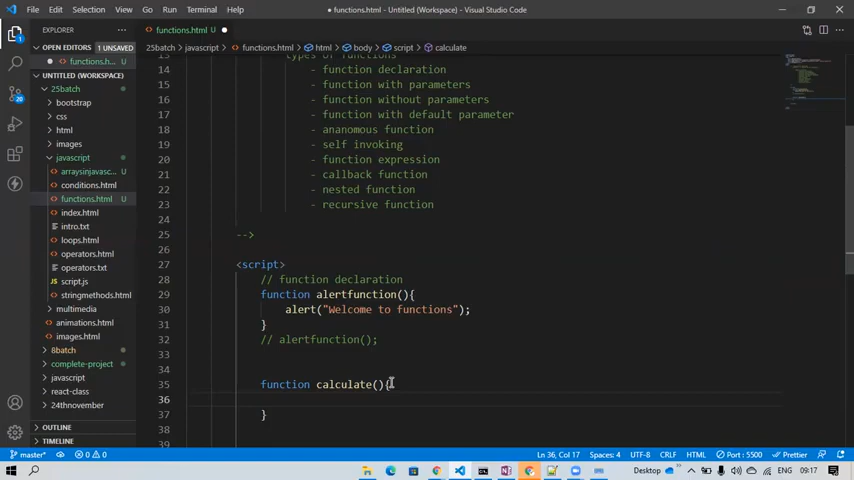 File Edit Selection View Go Run Terminal Help
● functions.html - Untitled (Workspace) - Visual Studio Code
EXPLORER ···
functions.html U ●
OPEN EDITORS 1 UNSAVED
● functions.h... U
UNTITLED (WORKSPACE)
25batch
bootstrap
css
html
images
javascript
arraysinjavasc... U
conditions.html
functions.html U
index.html
intro.txt
loops.html
operators.html
operators.txt
script.js
stringmethods.html
multimedia
animations.html
images.html
8batch
complete-project
javascript
react-class
24thnovember
OUTLINE
TIMELINE
25batch > javascript > functions.html > html > body > script > calculate
13 types of functions
14 - function declaration
15 - function with parameters
16 - function without parameters
17 - function with default parameter
18 - ananomous function
19 - self invoking
20 - function expression
21 - callback function
22 - nested function
23 - recursive function
24
25 -->
26
27 <script>
28 // function declaration
29 function alertfunction(){
30 alert("Welcome to functions");
31 }
32 // alertfunction();
33
34
35 function calculate(){
36
37 }
38
39
master* 0 0
Ln 36, Col 17 Spaces: 4 UTF-8 CRLF HTML Port : 5500 Prettier
Desktop ENG 09:17